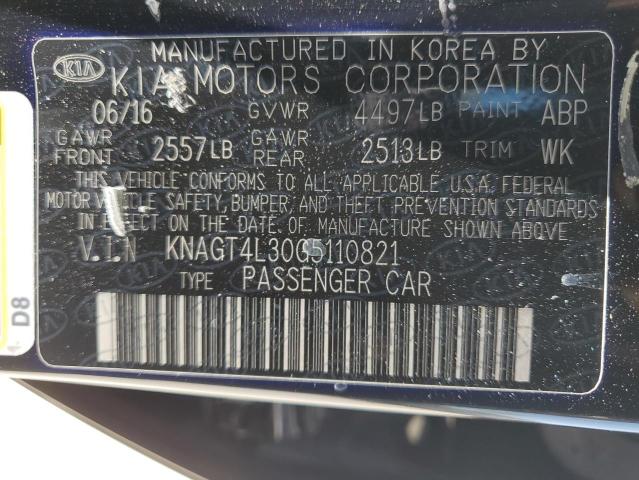 MANUFACTURED IN KOREA BY
KIA KIA MOTORS CORPORATION
06/16 GVWR 4497LB PAINT ABP
GAWR FRONT 2557LB GAWR REAR 2513LB TRIM WK
THIS VEHICLE CONFORMS TO ALL APPLICABLE U.S.A. FEDERAL
MOTOR VEHICLE SAFETY, BUMPER, AND THEFT PREVENTION STANDARDS
IN EFFECT ON THE DATE OF MANUFACTURE SHOWN ABOVE
V.I.N KNAGT4L30G5110821
TYPE PASSENGER CAR
D8